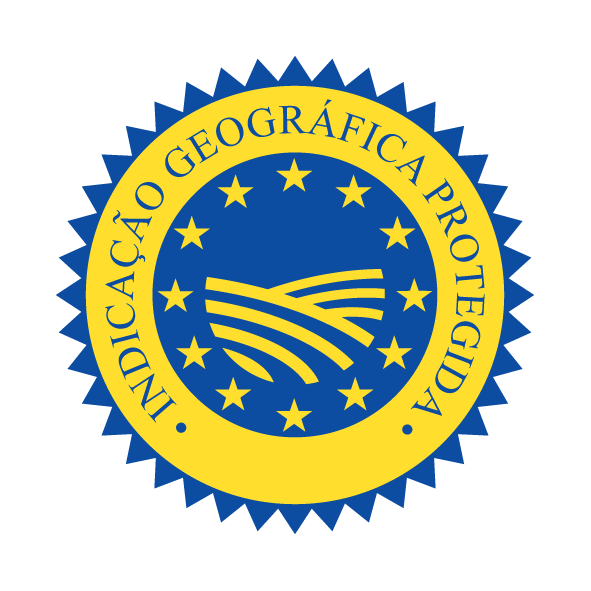 • INDICAÇÃO GEOGRÁFICA PROTEGIDA •